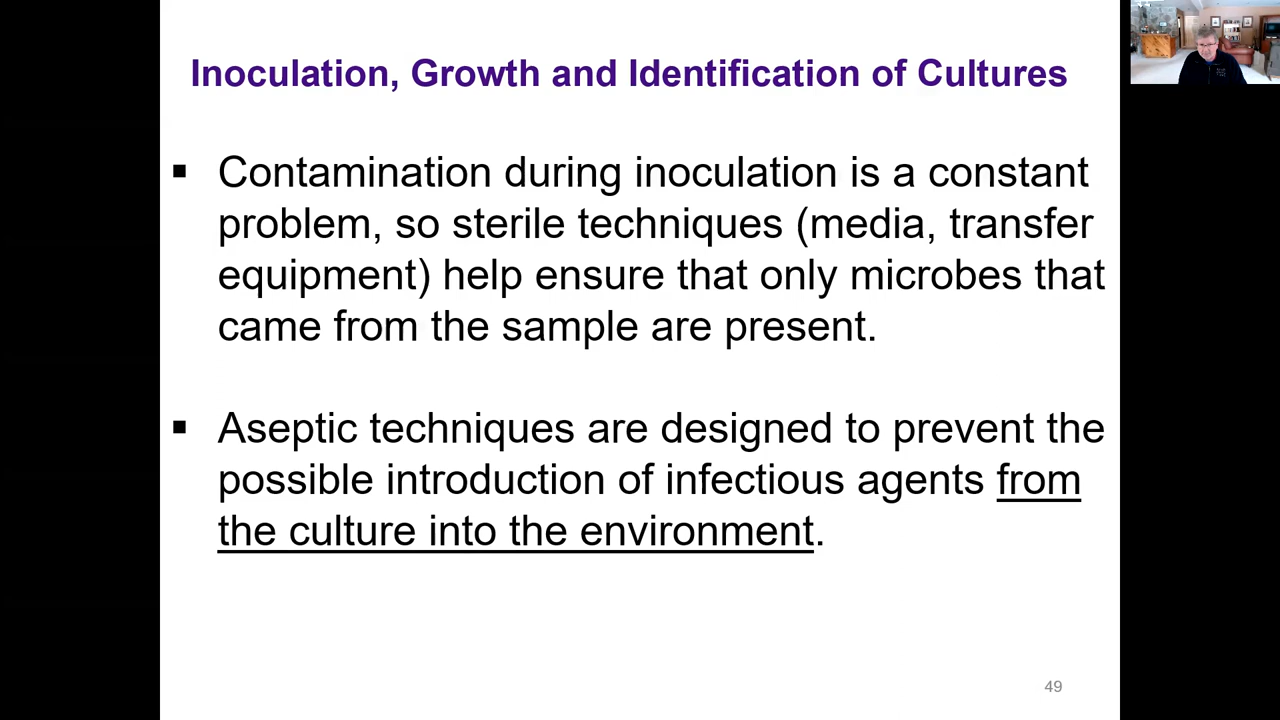 Inoculation, Growth and Identification of Cultures
▪ Contamination during inoculation is a constant
problem, so sterile techniques (media, transfer
equipment) help ensure that only microbes that
came from the sample are present.
▪ Aseptic techniques are designed to prevent the
possible introduction of infectious agents from
the culture into the environment.
49